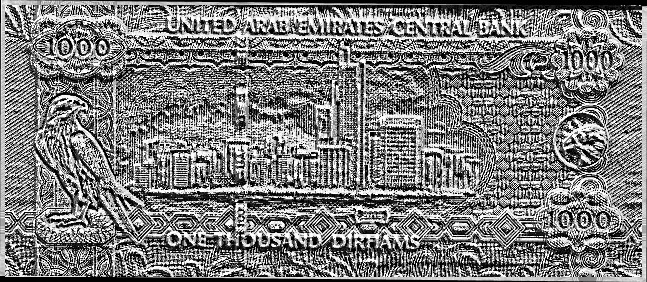 UNITED ARAB EMIRATES CENTRAL BANK
1000
1000
1000
ONE THOUSAND DIRHAMS